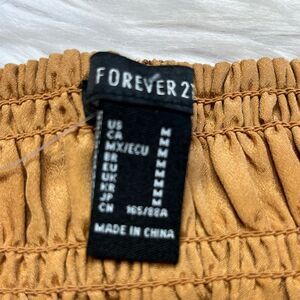 FOREVER 21
US M
CA M
MX/ECU M
BR M
EU M
UK M
KR M
JP M
CN 165/88A
MADE IN CHINA